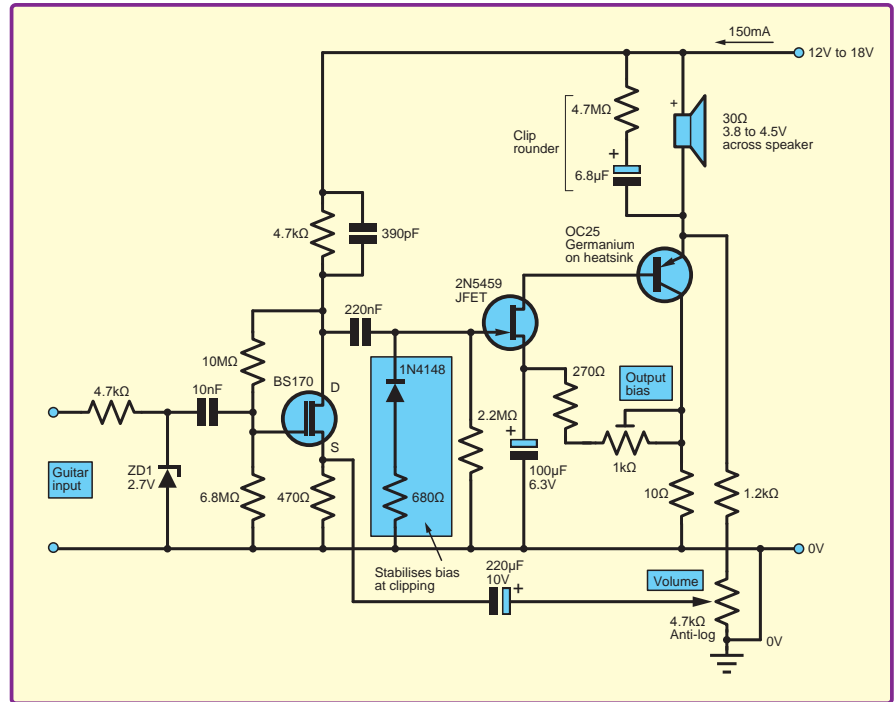 150mA
12V to 18V
4.7MΩ
+
30Ω
3.8 to 4.5V
across speaker
Clip
rounder
+
6.8µF
4.7kΩ
390pF
OC25
Germanium
on heatsink
2N5459
JFET
220nF
10MΩ
1N4148
270Ω
Output
bias
BS170
D
10nF
4.7kΩ
2.2MΩ
S
+
1kΩ
ZD1
2.7V
Guitar
input
6.8MΩ
470Ω
680Ω
100µF
6.3V
10Ω
1.2kΩ
0V
Stabilises bias
at clipping
220µF
10V
+
Volume
4.7kΩ
Anti-log
0V